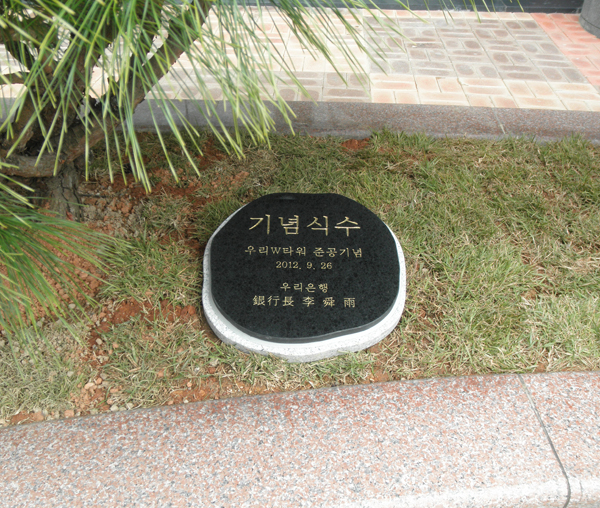 기념식수
우리W타워 준공기념
2012. 9. 26
우리은행
銀行長 李舜雨